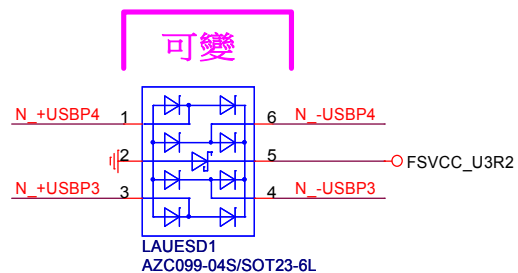 可變
N_+USBP4 1 6 N_-USBP4
2 5 FSVCC_U3R2
N_+USBP3 3 4 N_-USBP3
LAUESD1
AZC099-04S/SOT23-6L